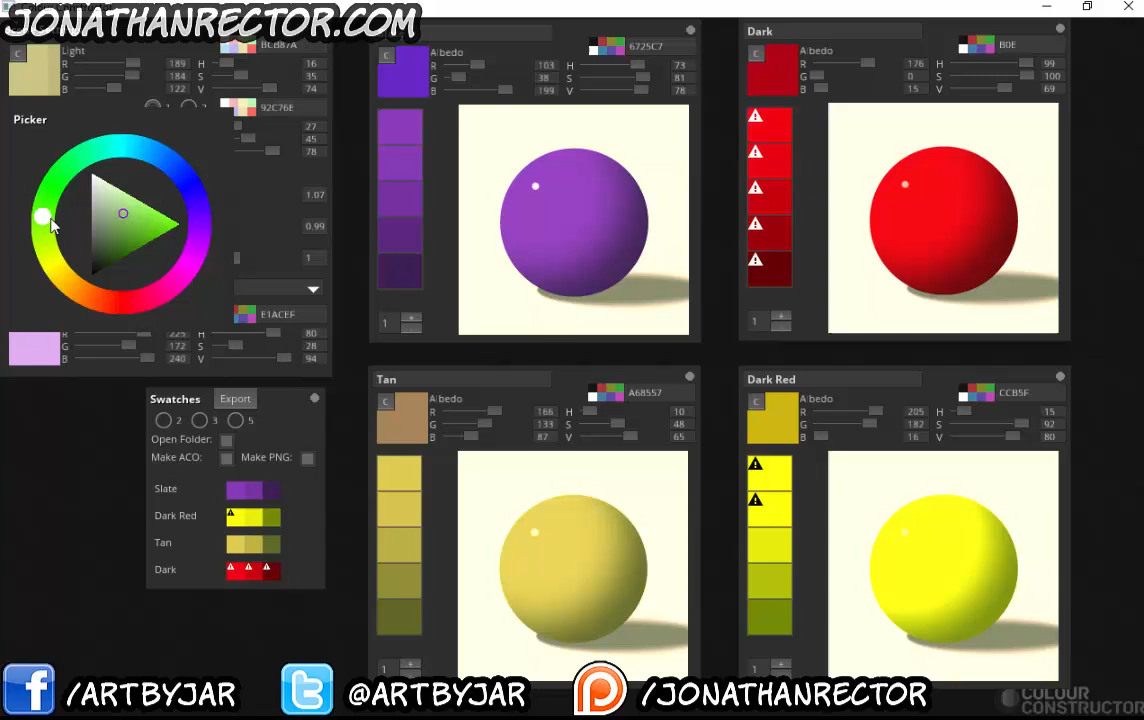 JONATHANRECTOR.COM
Light
BCB87A
C
R 189 H 16
G 184 S 35
B 122 V 74
92C76E
Picker
27
45
78
1.07
0.99
1
E1ACEF
R 225 H 80
G 172 S 35
B 240 V 94
Albedo
6725C7
C
R 103 H 73
G 38 S 81
B 199 V 78
1
Dark
Albedo
B0E
C
R 176 H 99
G 0 S 100
B 15 V 69
1
Tan
Albedo
A68557
C
R 166 H 10
G 133 S 48
B 87 V 65
1
Dark Red
Albedo
CCB5F
C
R 205 H 15
G 182 S 92
B 16 V 80
1
Swatches Export
2 3 5
Open Folder:
Make ACO: Make PNG:
Slate
Dark Red
Tan
Dark
/ARTBYJAR @ARTBYJAR /JONATHANRECTOR
COLOUR
CONSTRUCTOR